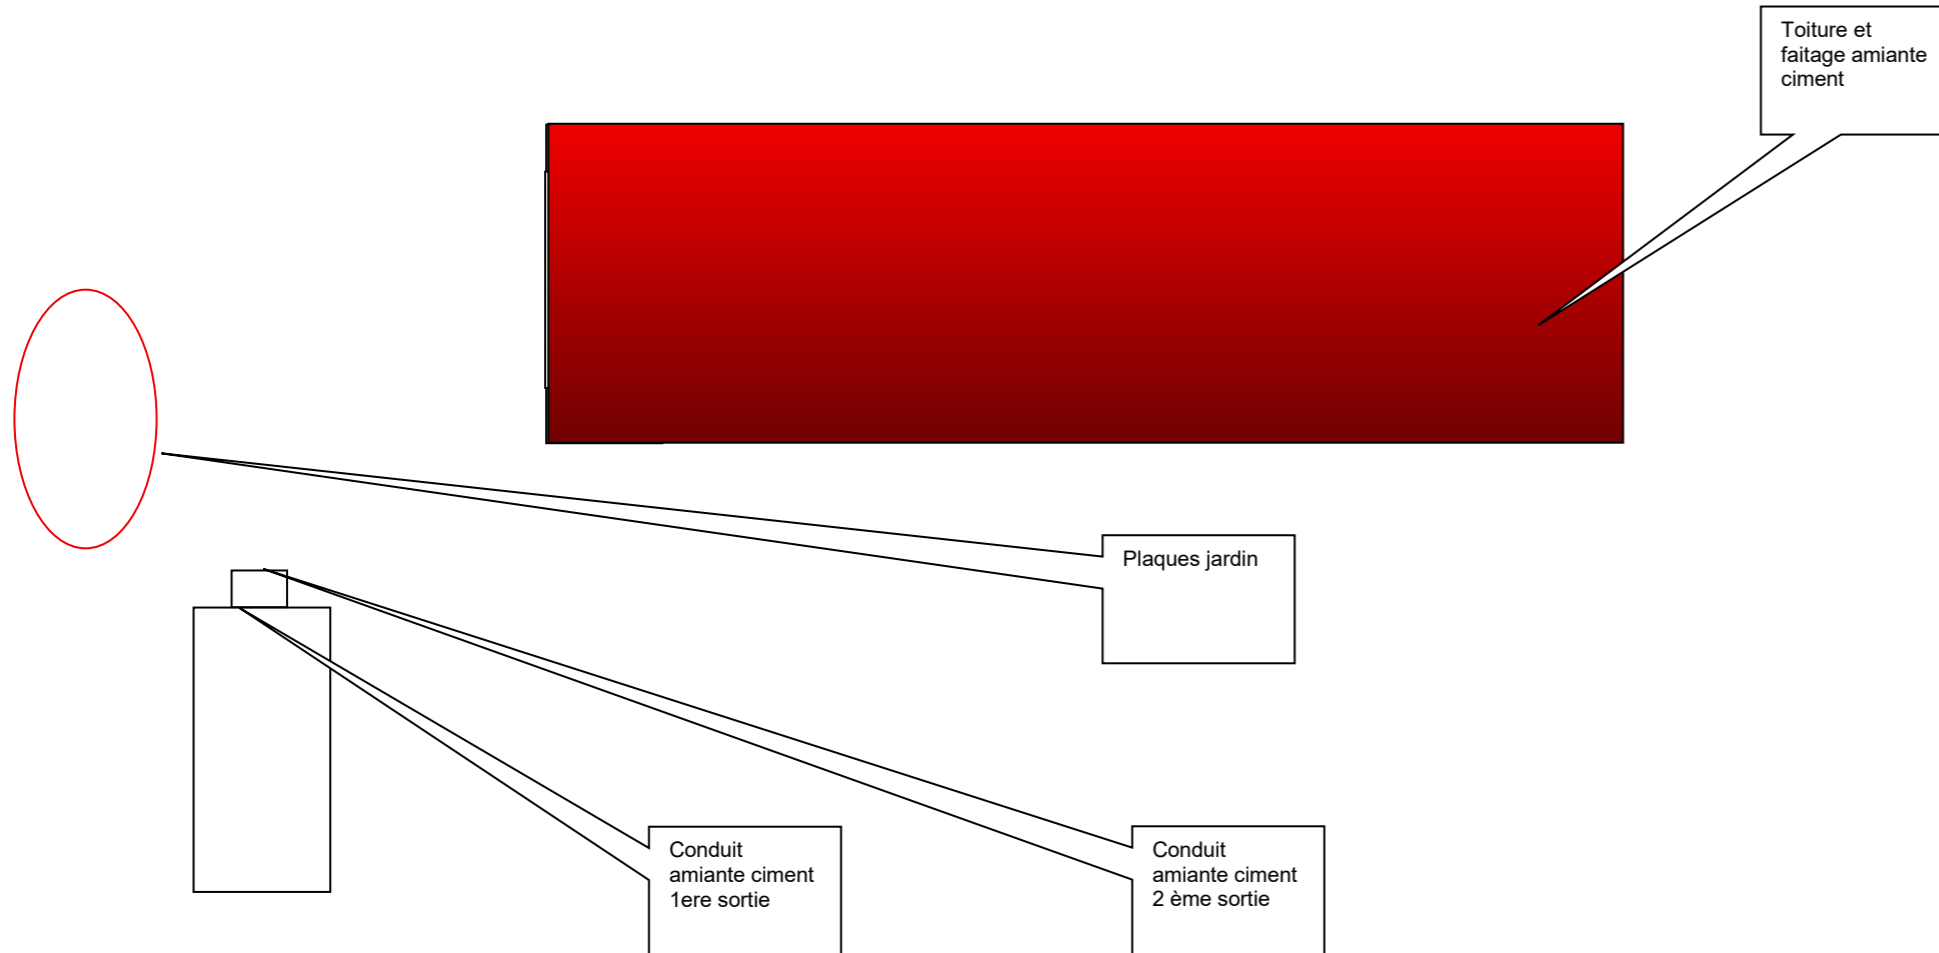 Toiture et
faitage amiante
ciment
Plaques jardin
Conduit
amiante ciment
1ere sortie
Conduit
amiante ciment
2 ème sortie